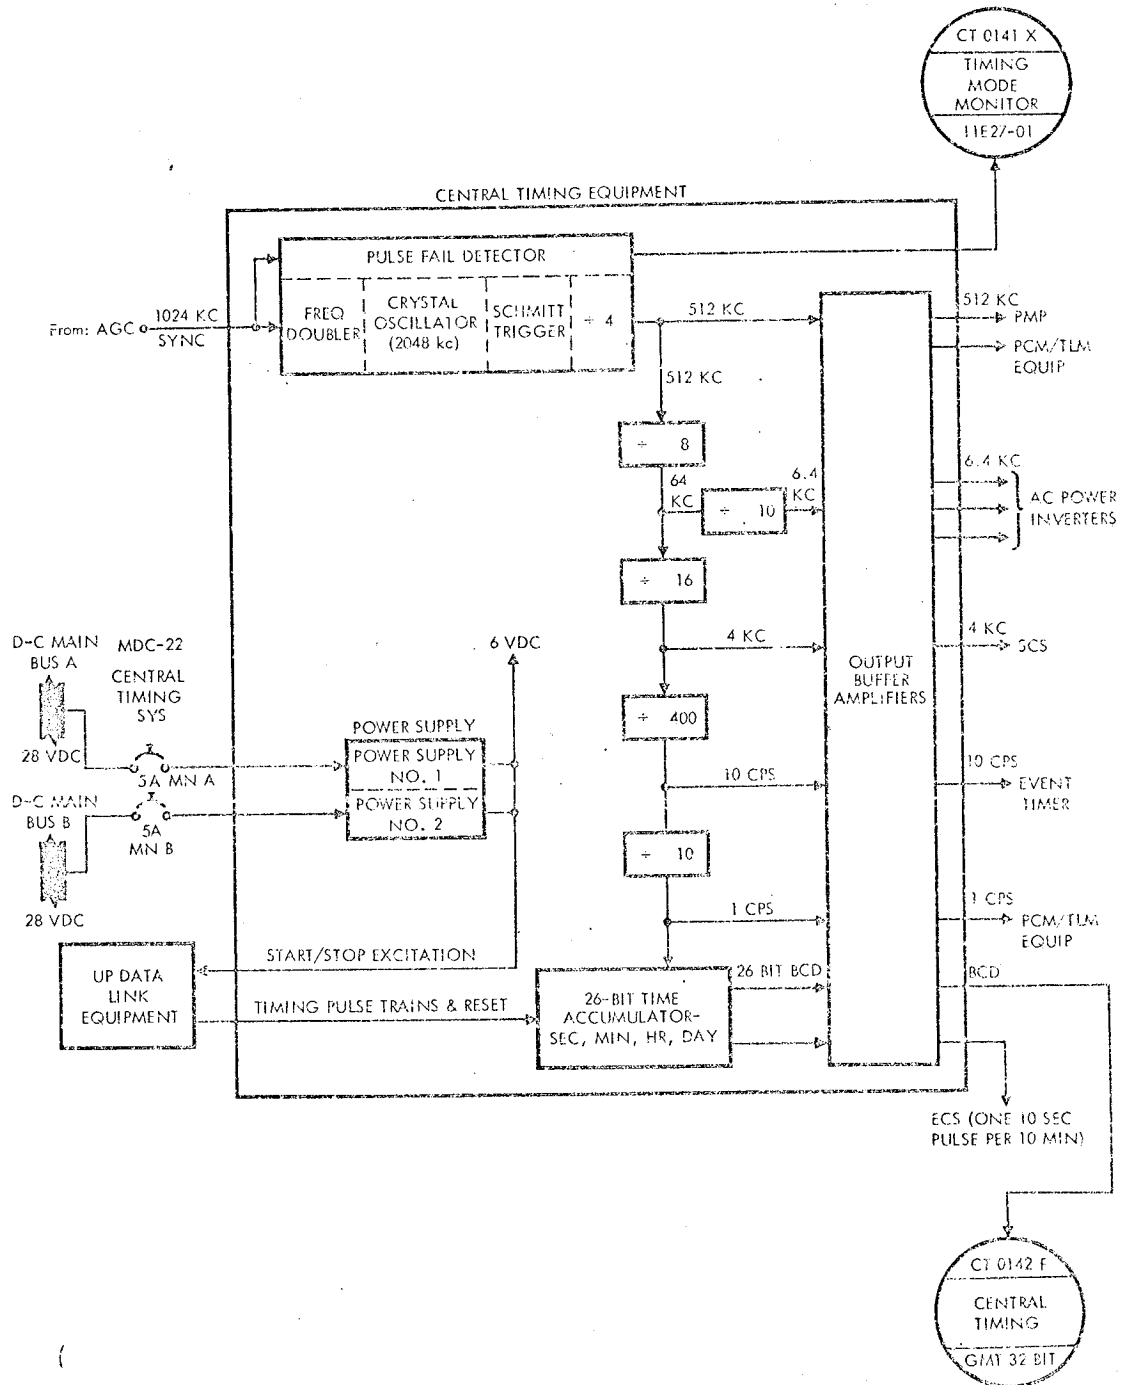 CT 0141 X
TIMING
MODE
MONITOR
11E27-01
CENTRAL TIMING EQUIPMENT
PULSE FAIL DETECTOR
FREQ
DOUBLER
CRYSTAL
OSCILLATOR
(2048 kc)
SCHMITT
TRIGGER
÷ 4
From: AGC
1024 KC
SYNC
512 KC
512 KC
PMP
PCM/TLM
EQUIP
512 KC
÷ 8
64
KC
÷ 10
6.4
KC
6.4 KC
AC POWER
INVERTERS
÷ 16
4 KC
4 KC
SCS
OUTPUT
BUFFER
AMPLIFIERS
D-C MAIN
BUS A
28 VDC
MDC-22
CENTRAL
TIMING
SYS
5A MN A
6 VDC
POWER SUPPLY
POWER SUPPLY
NO. 1
POWER SUPPLY
NO. 2
÷ 400
10 CPS
10 CPS
EVENT
TIMER
D-C MAIN
BUS B
28 VDC
5A
MN B
÷ 10
1 CPS
1 CPS
PCM/TLM
EQUIP
UP DATA
LINK
EQUIPMENT
START/STOP EXCITATION
TIMING PULSE TRAINS & RESET
26-BIT TIME
ACCUMULATOR-
SEC, MIN, HR, DAY
26 BIT BCD
BCD
ECS (ONE 10 SEC
PULSE PER 10 MIN)
CT 0142 F
CENTRAL
TIMING
GMT 32 BIT